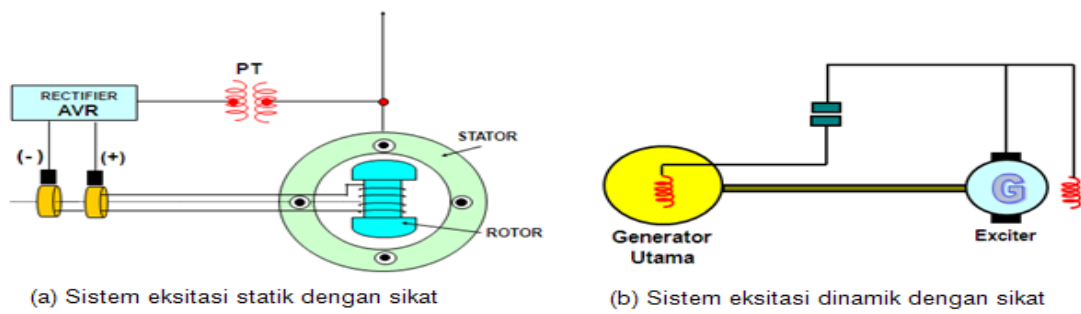 PT
RECTIFIER
AVR
(-)
(+)
STATOR
ROTOR
(a) Sistem eksitasi statik dengan sikat
G
Generator
Utama
Exciter
(b) Sistem eksitasi dinamik dengan sikat